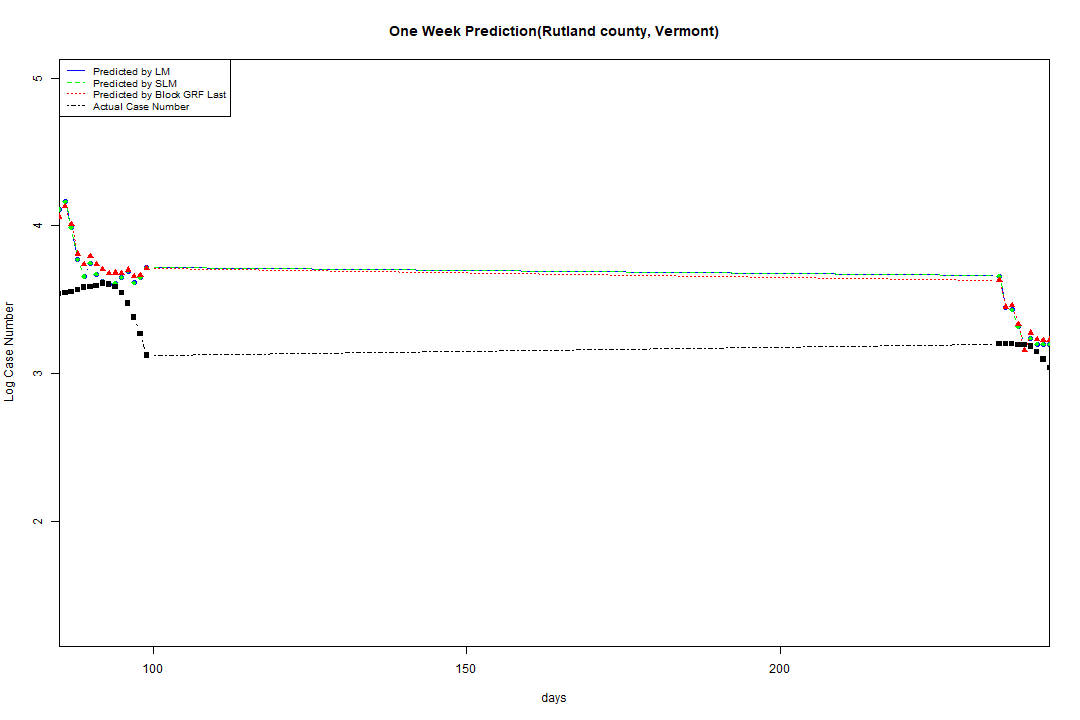 One Week Prediction(Rutland county, Vermont)
Predicted by LM
Predicted by SLM
Predicted by Block GRF Last
Actual Case Number
5
4
3
2
Log Case Number
100
150
200
days